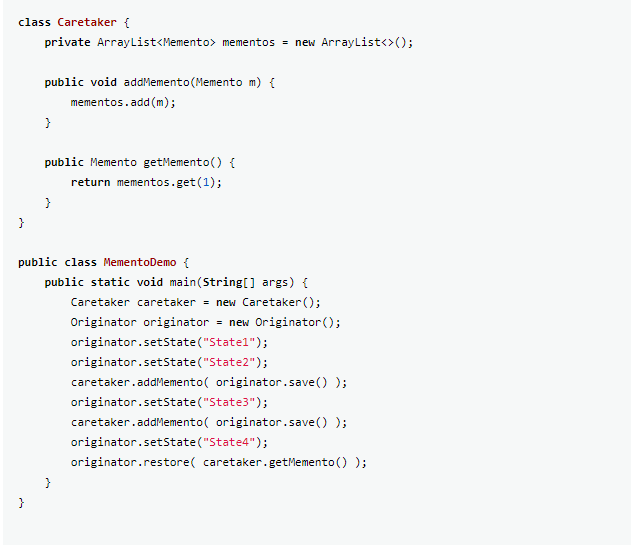 class Caretaker {
    private ArrayList<Memento> mementos = new ArrayList<>();
    public void addMemento(Memento m) {
        mementos.add(m);
    }
    public Memento getMemento() {
        return mementos.get(1);
    }
}
public class MementoDemo {
    public static void main(String[] args) {
        Caretaker caretaker = new Caretaker();
        Originator originator = new Originator();
        originator.setState("State1");
        originator.setState("State2");
        caretaker.addMemento( originator.save() );
        originator.setState("State3");
        caretaker.addMemento( originator.save() );
        originator.setState("State4");
        originator.restore( caretaker.getMemento() );
    }
}